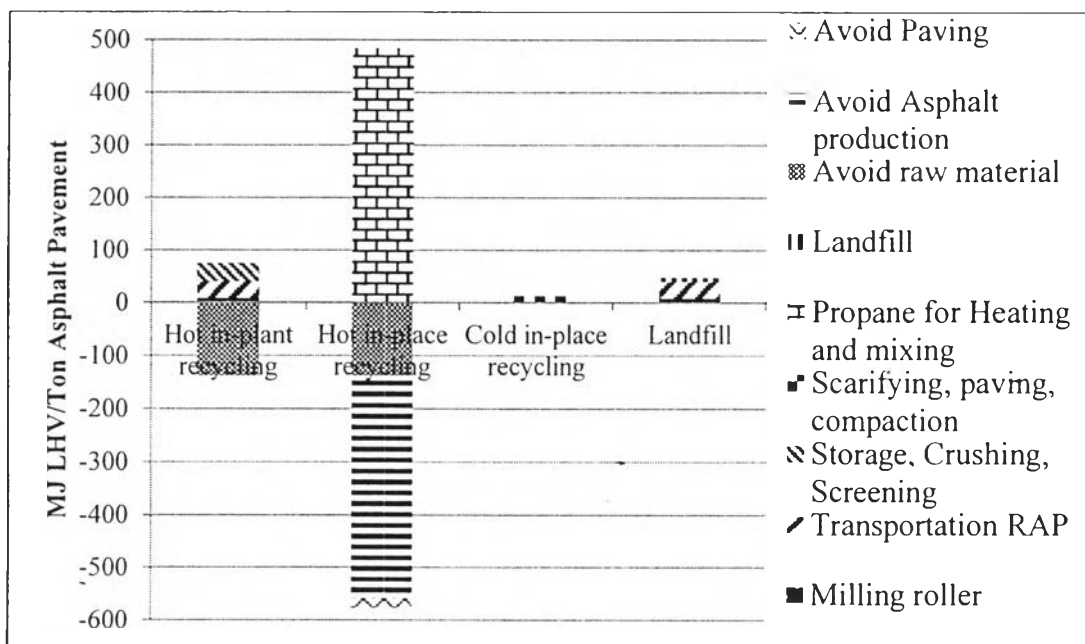 MJ LHV/Ton Asphalt Pavement
500
400
300
200
100
0
-100
-200
-300
-400
-500
-600
Hot in-plant
recycling
Hot in-place
recycling
Cold in-place
recycling
Landfill
Avoid Paving
Avoid Asphalt
production
Avoid raw material
Landfill
Propane for Heating
and mixing
Scarifying, paving,
compaction
Storage, Crushing,
Screening
Transportation RAP
Milling roller